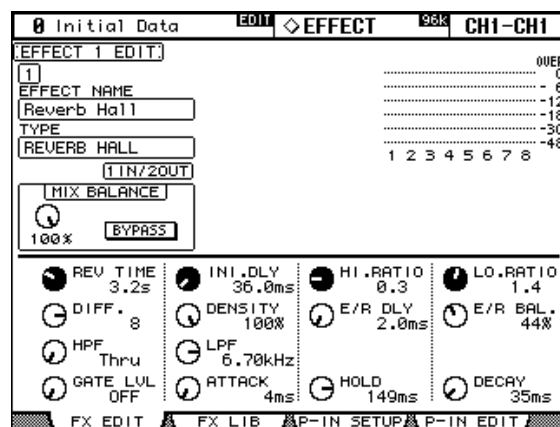 0 Initial Data EDIT ◇EFFECT 96k CH1-CH1
EFFECT 1 EDIT
1
EFFECT NAME
Reverb Hall
TYPE
REVERB HALL
1 IN/2OUT
MIX BALANCE
100%
BYPASS
OVER
0
- 6
-12
-18
-30
-48
1 2 3 4 5 6 7 8
REV TIME INI.DLY HI.RATIO LO.RATIO
3.2s 36.0ms 0.3 1.4
DIFF. DENSITY E/R DLY E/R BAL.
8 100% 2.0ms 44%
HPF LPF
Thru 6.70kHz
GATE LVL ATTACK HOLD DECAY
OFF 4ms 149ms 35ms
FX EDIT FX LIB P-IN SETUP P-IN EDIT